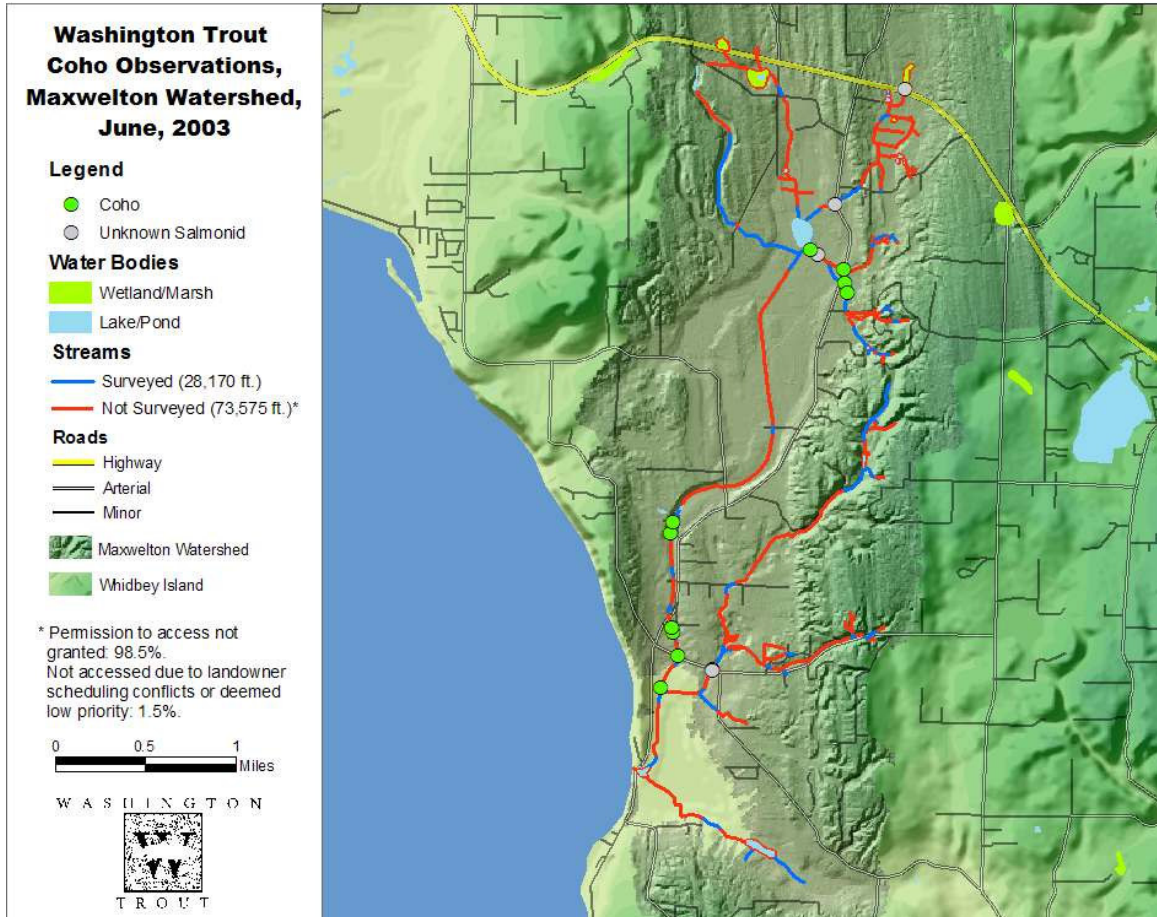 Washington Trout
Coho Observations,
Maxwelton Watershed,
June, 2003
Legend
Coho
Unknown Salmonid
Water Bodies
Wetland/Marsh
Lake/Pond
Streams
Surveyed (28,170 ft.)
Not Surveyed (73,575 ft.)*
Roads
Highway
Arterial
Minor
Maxwelton Watershed
Whidbey Island
* Permission to access not
granted: 98.5%.
Not accessed due to landowner
scheduling conflicts or deemed
low priority: 1.5%.
0 0.5 1
Miles
WASHINGTON
TROUT